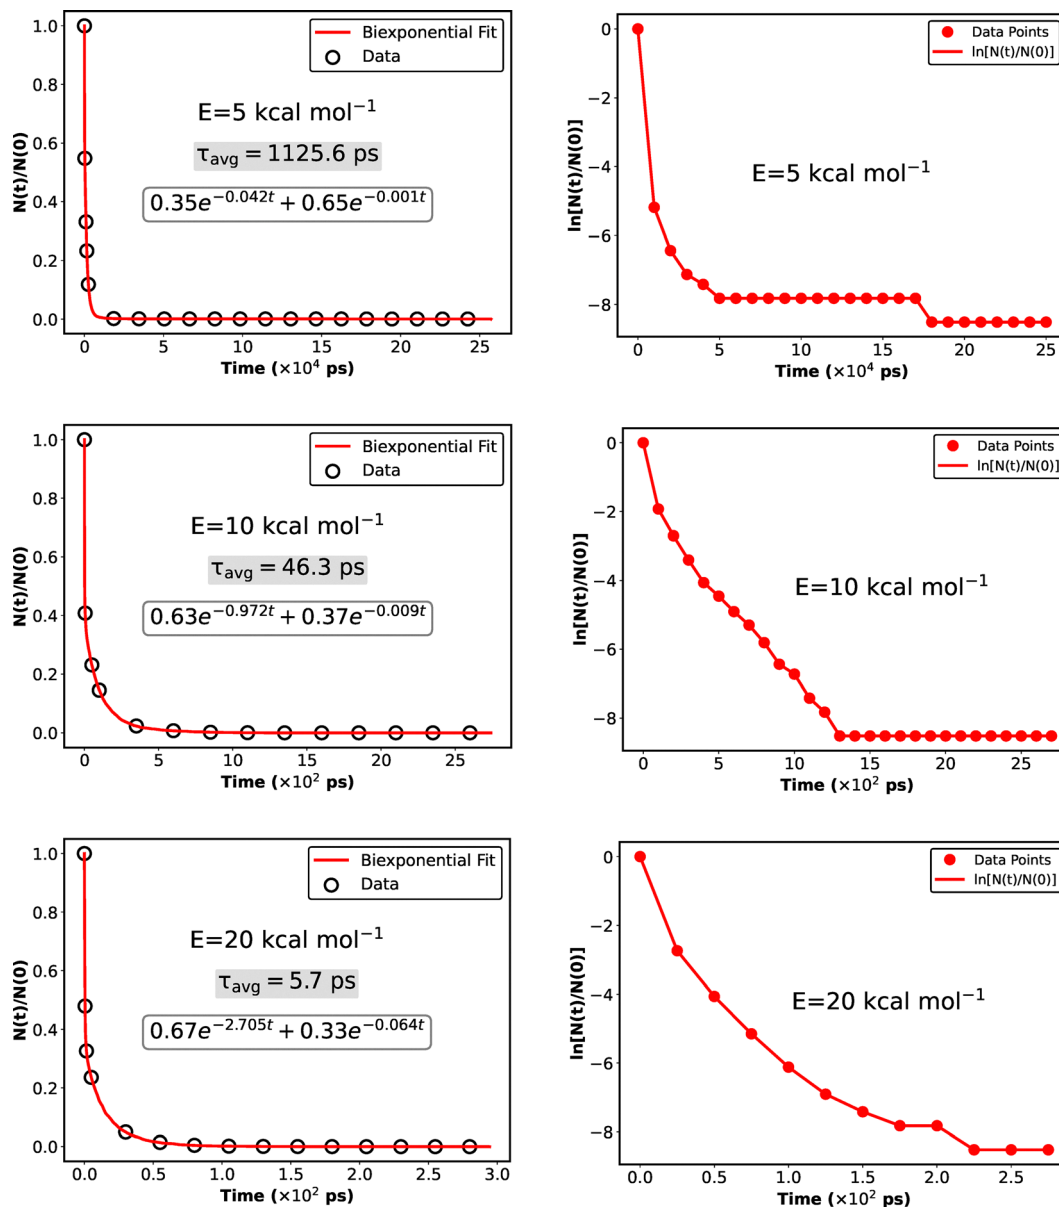 1.0
0.8
0.6
0.4
0.2
0.0
N(t)/N(0)
Biexponential Fit
Data
E=5 kcal mol⁻¹
τavg = 1125.6 ps
0.35e^−0.042t + 0.65e^−0.001t
0 5 10 15 20 25
Time (×10⁴ ps)
0
−2
−4
−6
−8
ln[N(t)/N(0)]
Data Points
ln[N(t)/N(0)]
E=5 kcal mol⁻¹
0 5 10 15 20 25
Time (×10⁴ ps)
1.0
0.8
0.6
0.4
0.2
0.0
N(t)/N(0)
Biexponential Fit
Data
E=10 kcal mol⁻¹
τavg = 46.3 ps
0.63e^−0.972t + 0.37e^−0.009t
0 5 10 15 20 25
Time (×10² ps)
0
−2
−4
−6
−8
ln[N(t)/N(0)]
Data Points
ln[N(t)/N(0)]
E=10 kcal mol⁻¹
0 5 10 15 20 25
Time (×10² ps)
1.0
0.8
0.6
0.4
0.2
0.0
N(t)/N(0)
Biexponential Fit
Data
E=20 kcal mol⁻¹
τavg = 5.7 ps
0.67e^−2.705t + 0.33e^−0.064t
0.0 0.5 1.0 1.5 2.0 2.5 3.0
Time (×10² ps)
0
−2
−4
−6
−8
ln[N(t)/N(0)]
Data Points
ln[N(t)/N(0)]
E=20 kcal mol⁻¹
0.0 0.5 1.0 1.5 2.0 2.5
Time (×10² ps)